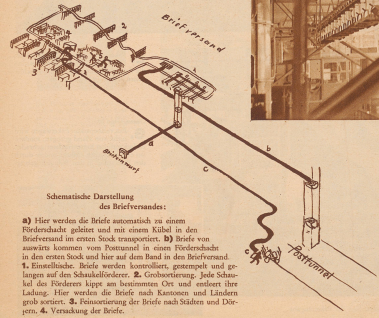 Briefversand
2
1
3
4
Briefeinwurf
a
b
c
c
Posttunnel
Schematische Darstellung
des Briefversandes:
a) Hier werden die Briefe automatisch zu einem
Förderschacht geleitet und mit einem Kübel in den
Briefversand im ersten Stock transportiert. b) Briefe von
auswärts kommen vom Posttunnel in einen Förderschacht
in den ersten Stock und hier auf dem Band in den Briefversand.
1. Einstelltische. Briefe werden kontrolliert, gestempelt und ge-
langen auf den Schaukelförderer. 2. Grobsortierung. Jede Schau-
kel des Förderers kippt am bestimmten Ort und entleert ihre
Ladung. Hier werden die Briefe nach Kantonen und Ländern
grob sortiert. 3. Feinsortierung der Briefe nach Städten und Dör-
fern. 4. Versackung der Briefe.